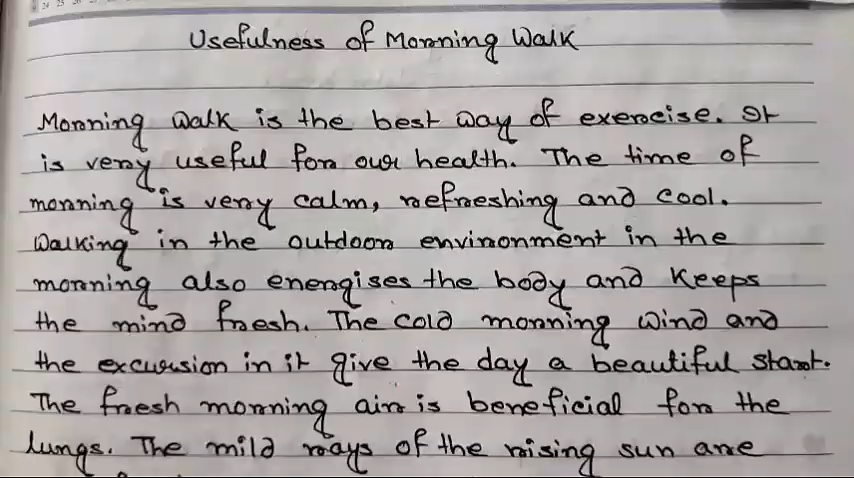 24 25 26
Usefulness of Morning Walk
Morning Walk is the best way of exercise. It
is very useful for our health. The time of
morning is very calm, refreshing and cool.
Walking in the outdoor environment in the
morning also energises the body and keeps
the mind fresh. The cold morning wind and
the excursion in it give the day a beautiful start.
The fresh morning air is beneficial for the
lungs. The mild rays of the rising sun are